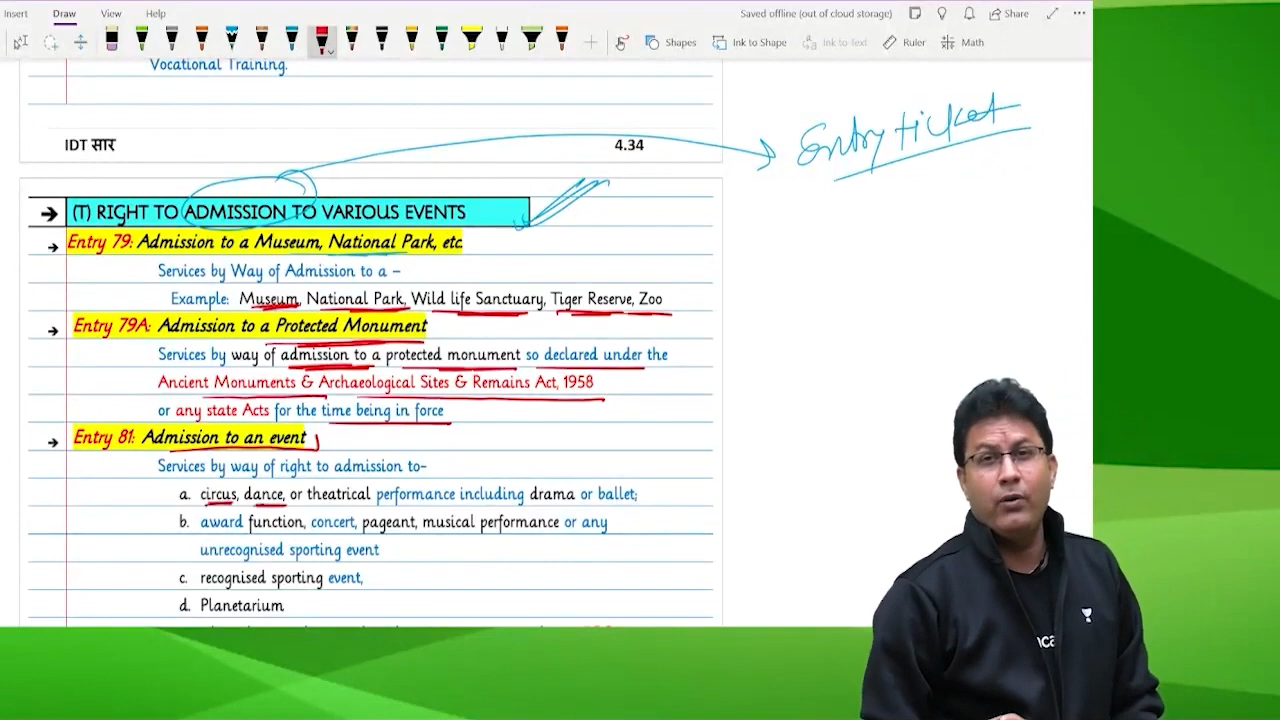 Insert Draw View Help Saved offline (out of cloud storage) Share
Shapes Ink to Shape Ink to Text Ruler Math
Vocational Training.
IDT सार 4.34
Entry ticket
(T) RIGHT TO ADMISSION TO VARIOUS EVENTS
Entry 79: Admission to a Museum, National Park, etc.
Services by Way of Admission to a –
Example: Museum, National Park, Wild life Sanctuary, Tiger Reserve, Zoo
Entry 79A: Admission to a Protected Monument
Services by way of admission to a protected monument so declared under the
Ancient Monuments & Archaeological Sites & Remains Act, 1958
or any state Acts for the time being in force
Entry 81: Admission to an event
Services by way of right to admission to-
a. circus, dance, or theatrical performance including drama or ballet;
b. award function, concert, pageant, musical performance or any
unrecognised sporting event
c. recognised sporting event,
d. Planetarium